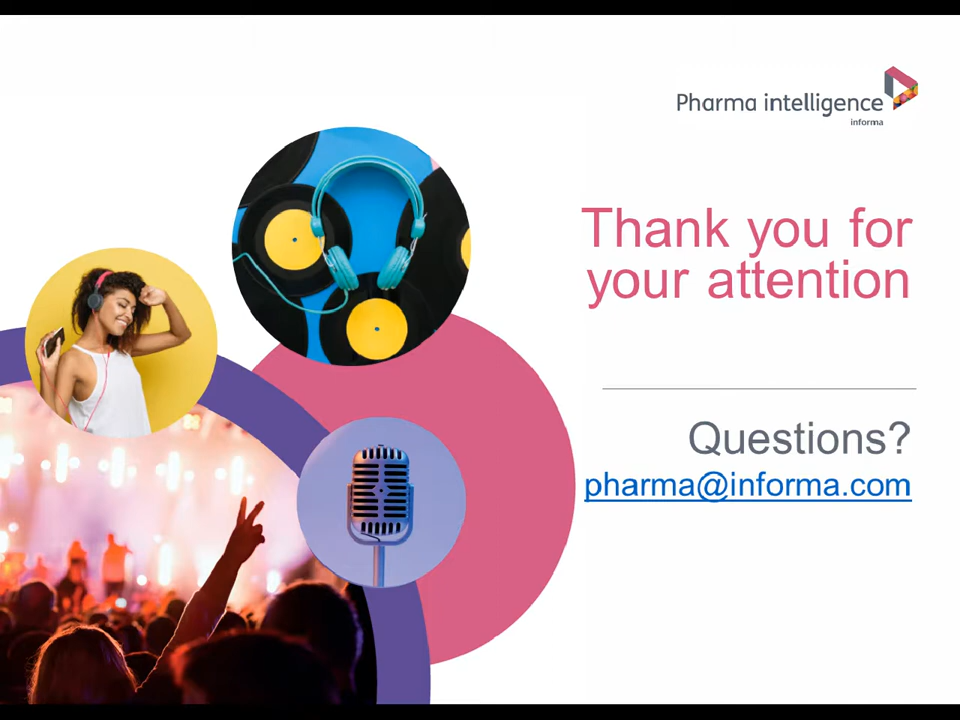 Pharma intelligence
informa
Thank you for
your attention
Questions?
pharma@informa.com